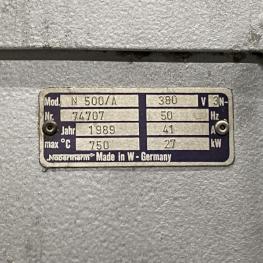 Mod. N 500/A 380 V 3N~
Nr. 74707 50 Hz
Jahr 1989 41 A
max °C 750 27 kW
Nabertherm® Made in W - Germany